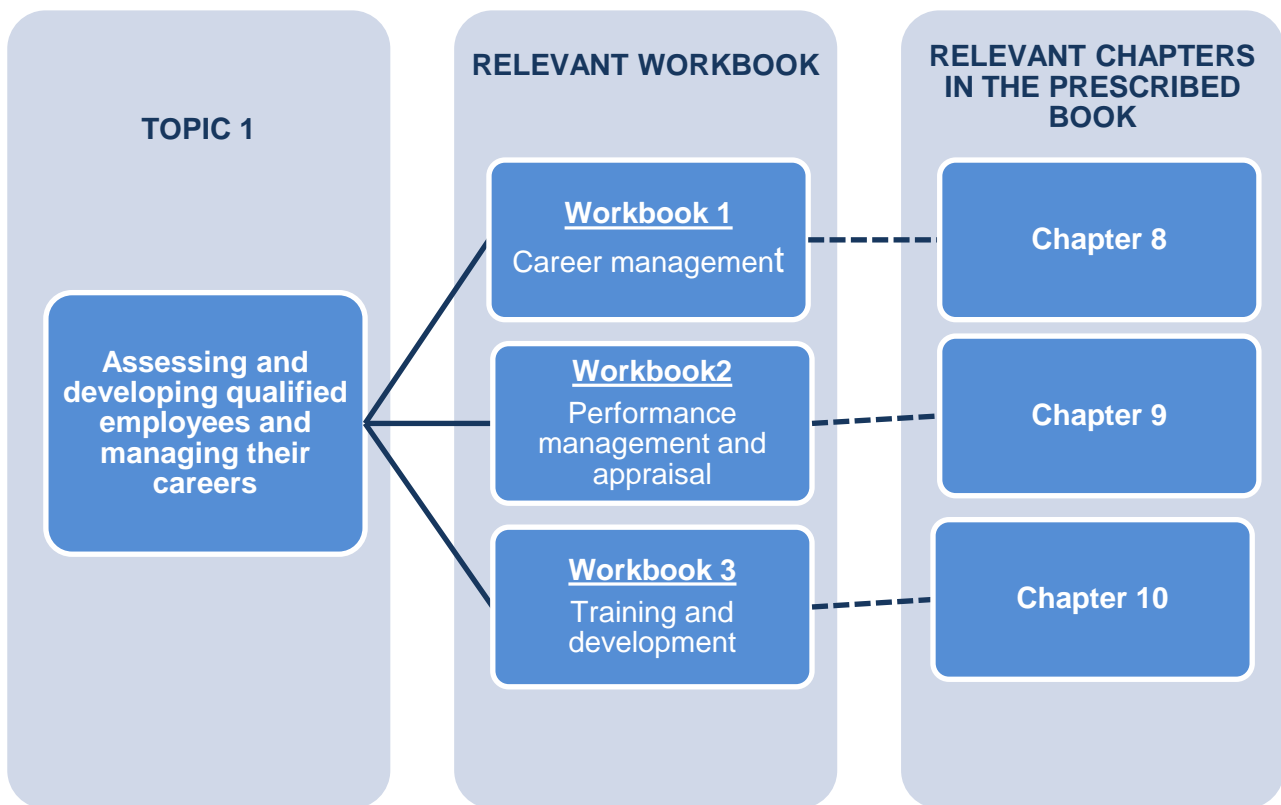 TOPIC 1
Assessing and
developing qualified
employees and
managing their
careers
RELEVANT WORKBOOK
Workbook 1
Career management
Workbook2
Performance
management and
appraisal
Workbook 3
Training and
development
RELEVANT CHAPTERS
IN THE PRESCRIBED
BOOK
Chapter 8
Chapter 9
Chapter 10